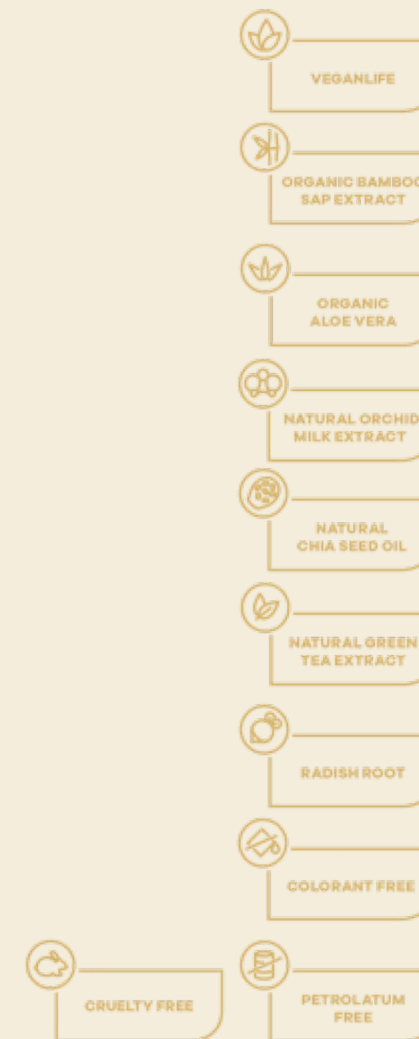 VEGANLIFE
ORGANIC BAMBOO
SAP EXTRACT
ORGANIC
ALOE VERA
NATURAL ORCHID
MILK EXTRACT
NATURAL
CHIA SEED OIL
NATURAL GREEN
TEA EXTRACT
RADISH ROOT
COLORANT FREE
CRUELTY FREE
PETROLATUM
FREE